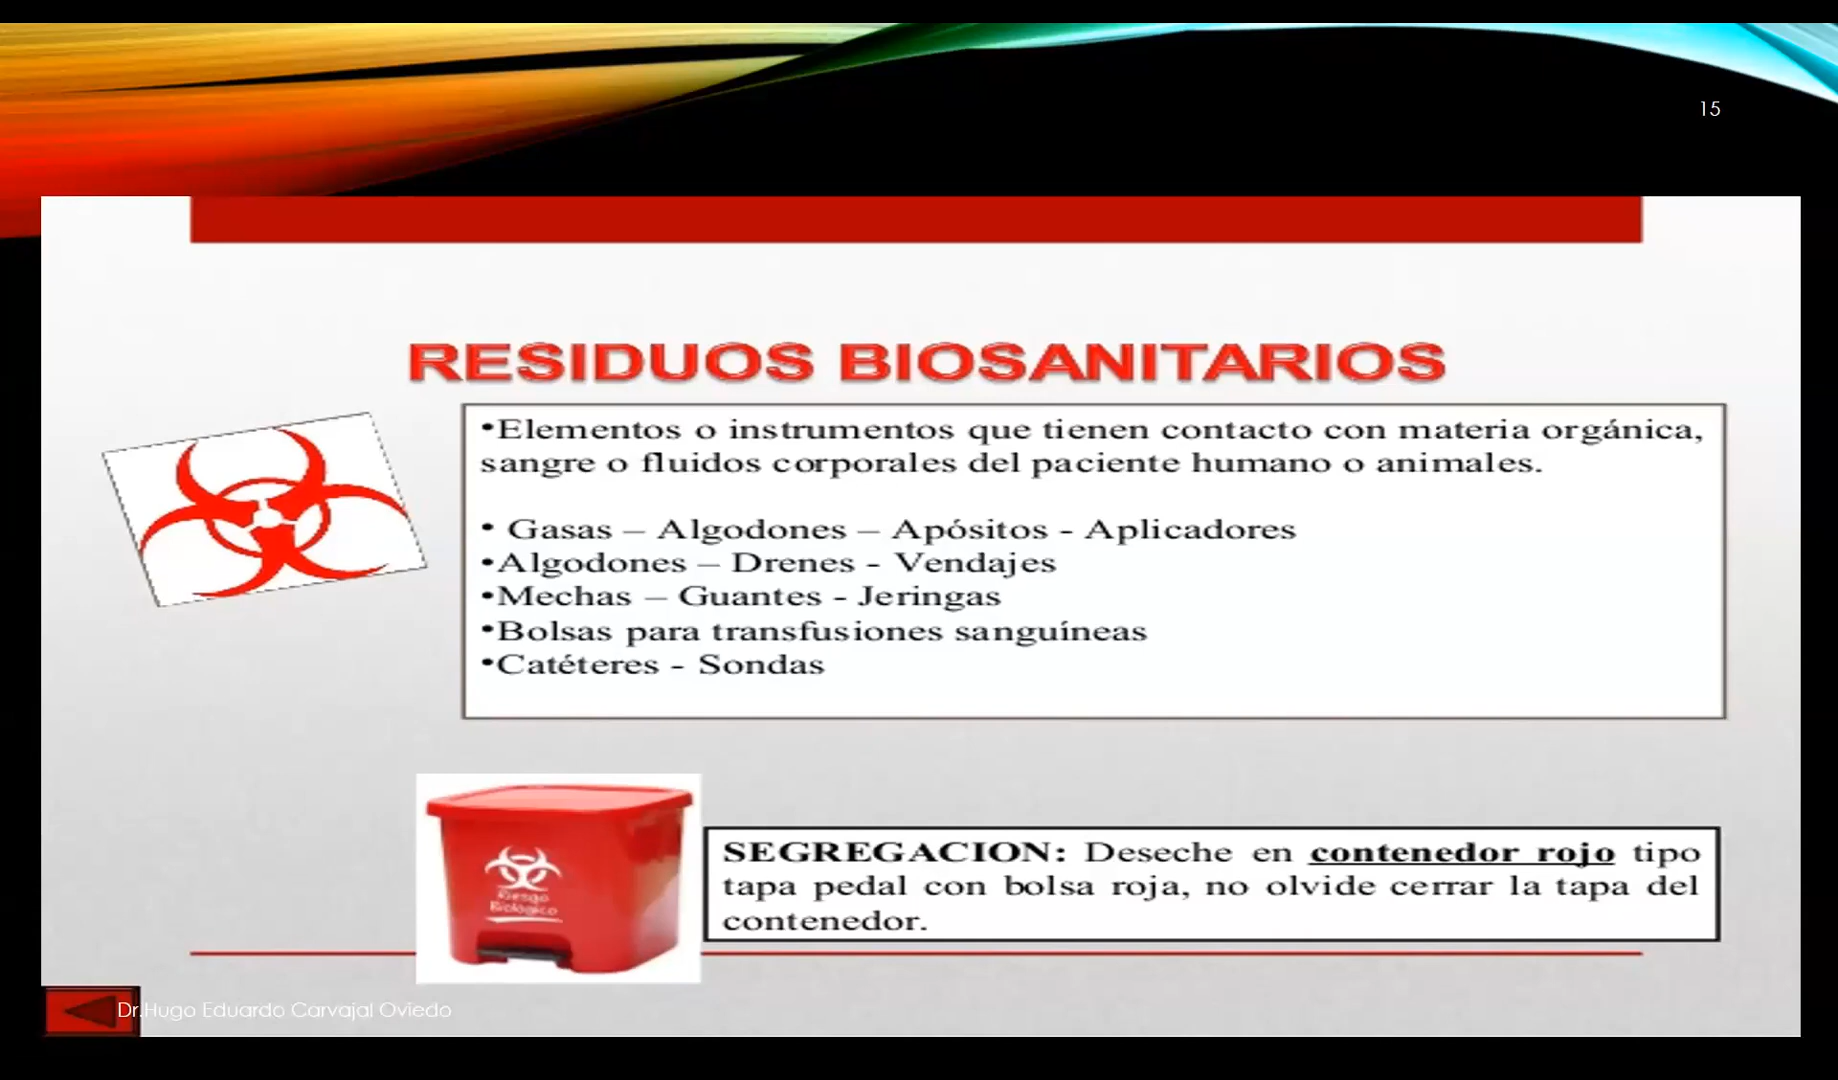 15
RESIDUOS BIOSANITARIOS
•Elementos o instrumentos que tienen contacto con materia orgánica,
sangre o fluidos corporales del paciente humano o animales.
• Gasas – Algodones – Apósitos - Aplicadores
•Algodones – Drenes - Vendajes
•Mechas – Guantes - Jeringas
•Bolsas para transfusiones sanguíneas
•Catéteres - Sondas
Riesgo
Biológico
SEGREGACION: Deseche en contenedor rojo tipo
tapa pedal con bolsa roja, no olvide cerrar la tapa del
contenedor.
Dr.Hugo Eduardo Carvajal Oviedo